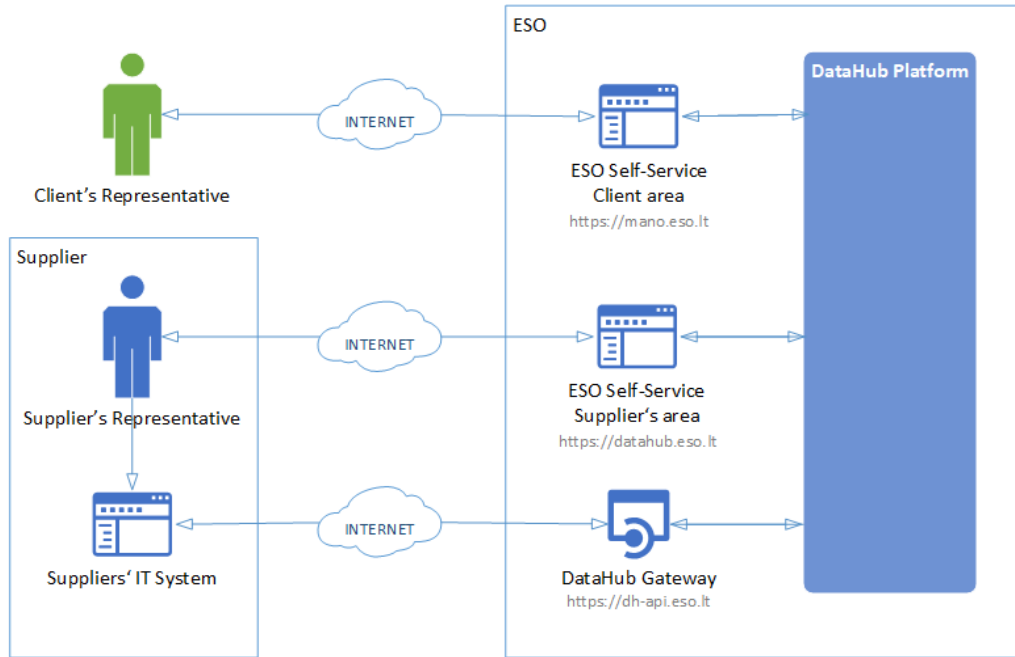 ESO
DataHub Platform
INTERNET
Client's Representative
ESO Self-Service
Client area
https://mano.eso.lt
Supplier
INTERNET
Supplier's Representative
ESO Self-Service
Supplier‘s area
https://datahub.eso.lt
INTERNET
Suppliers‘ IT System
DataHub Gateway
https://dh-api.eso.lt